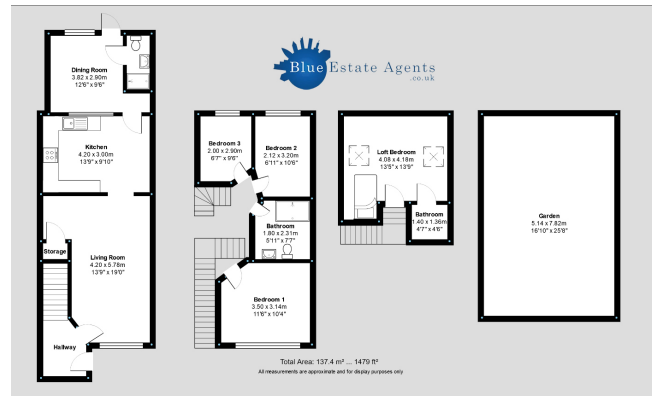 Blue Estate Agents
.co.uk
Dining Room
3.82 x 2.90m
12'6" x 9'6"
Kitchen
4.20 x 3.00m
13'9" x 9'10"
Storage
Living Room
4.20 x 5.78m
13'9" x 19'0"
Hallway
Bedroom 3
2.00 x 2.90m
6'7" x 9'6"
Bedroom 2
2.12 x 3.20m
6'11" x 10'6"
Bathroom
1.80 x 2.31m
5'11" x 7'7"
Bedroom 1
3.50 x 3.14m
11'6" x 10'4"
Loft Bedroom
4.08 x 4.18m
13'5" x 13'9"
Bathroom
1.40 x 1.36m
4'7" x 4'6"
Garden
5.14 x 7.82m
16'10" x 25'8"
Total Area: 137.4 m² ... 1479 ft²
All measurements are approximate and for display purposes only